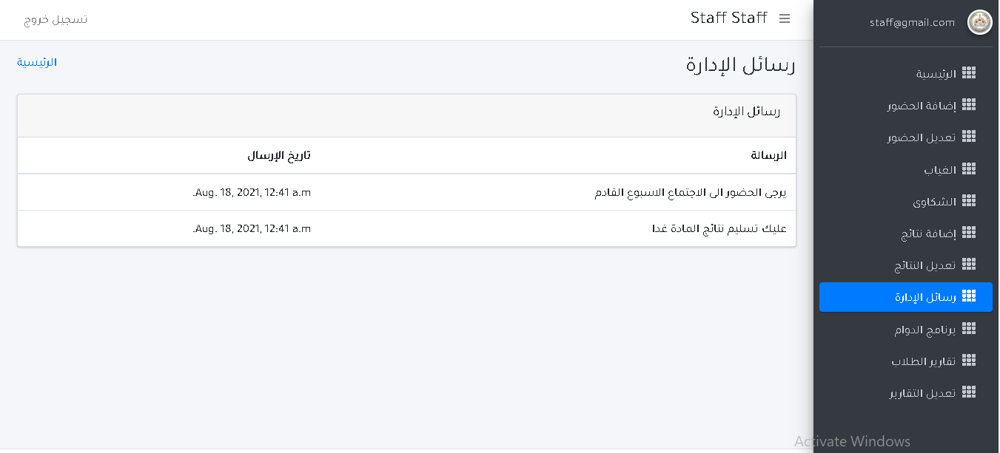 staff@gmail.com
الرئيسية
إضافة الحضور
تعديل الحضور
الغياب
الشكاوى
إضافة نتائج
تعديل النتائج
رسائل الإدارة
برنامج الدوام
تقارير الطلاب
تعديل التقارير
Staff Staff
تسجيل خروج
رسائل الإدارة
الرئيسية
رسائل الإدارة
الرسالة تاريخ الإرسال
يرجى الحضور الى الاجتماع الاسبوع القادم Aug. 18, 2021, 12:41 a.m.
عليك تسليم نتائج المادة غدا Aug. 18, 2021, 12:41 a.m.
Activate Windows